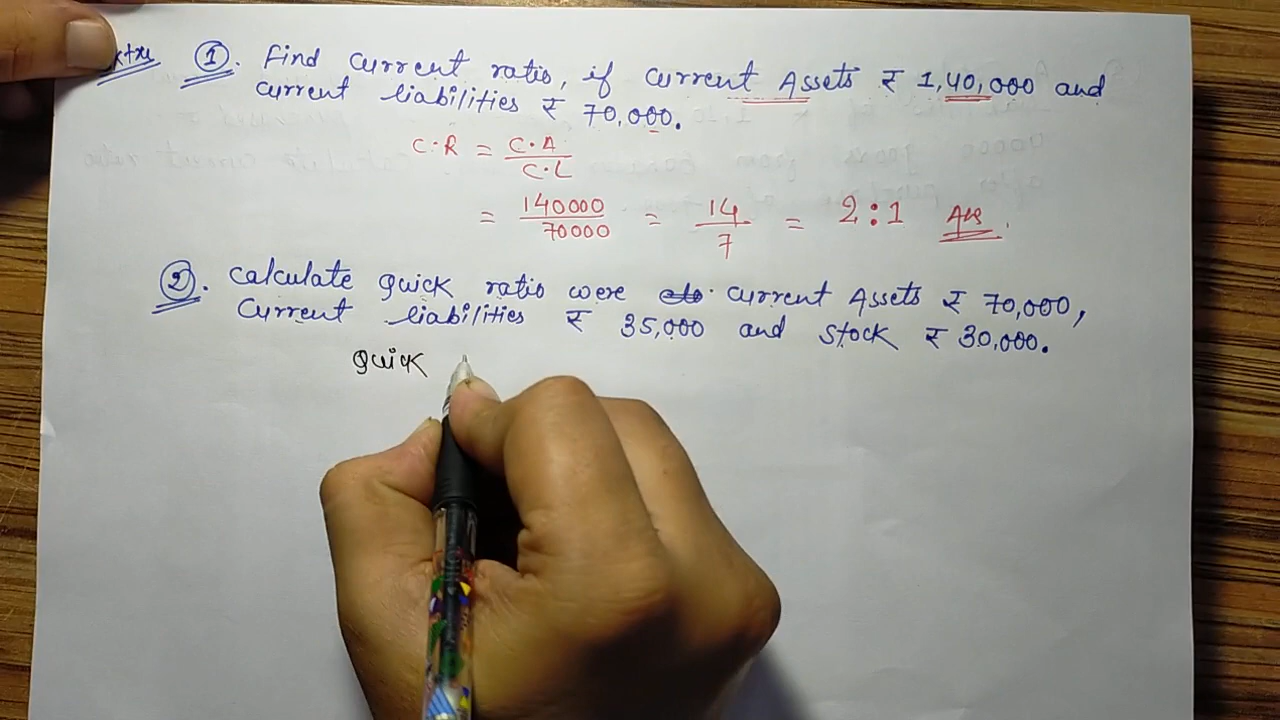 ①. Find current ratio, if current Assets ₹ 1,40,000 and
current liabilities ₹ 70,000.
C.R = C.A / C.L
= 140000 / 70000 = 14 / 7 = 2:1 Ans.
②. Calculate Quick ratio were current Assets ₹ 70,000,
Current liabilities ₹ 35,000 and stock ₹ 30,000.
Quick